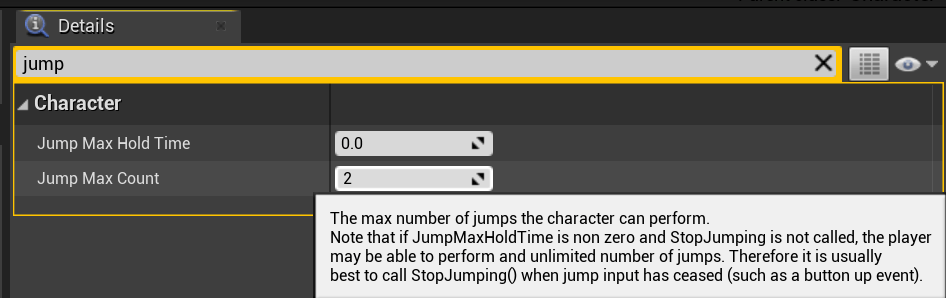 Details
jump
Character
Jump Max Hold Time 0.0
Jump Max Count 2
The max number of jumps the character can perform.
Note that if JumpMaxHoldTime is non zero and StopJumping is not called, the player
may be able to perform and unlimited number of jumps. Therefore it is usually
best to call StopJumping() when jump input has ceased (such as a button up event).